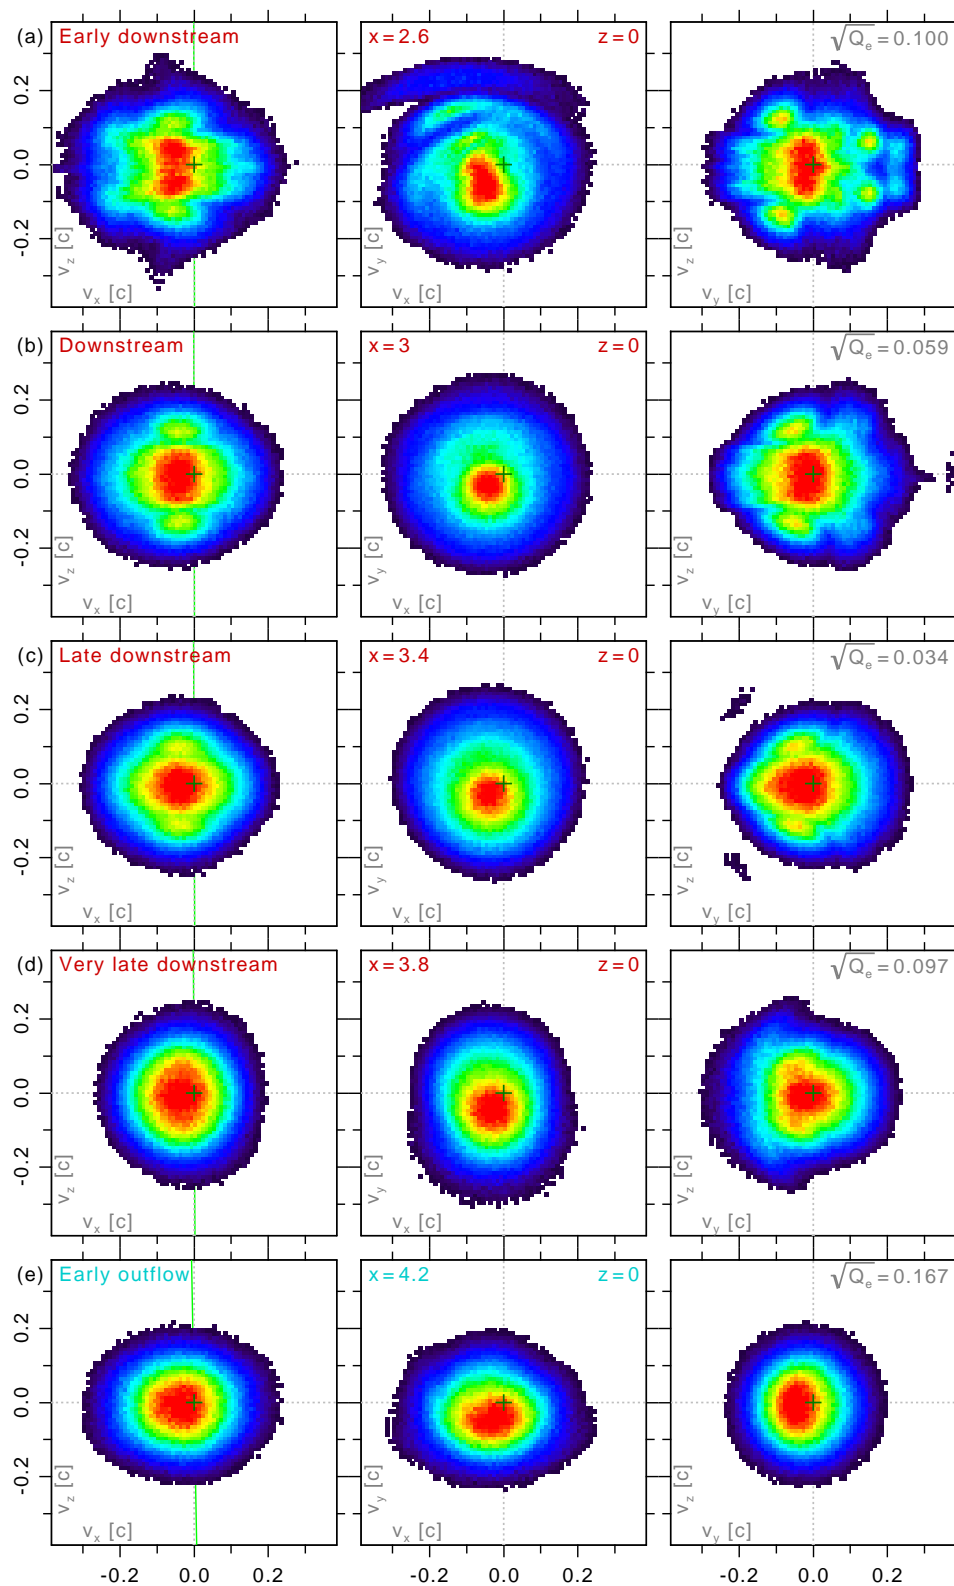 (a) Early downstream x=2.6 z=0 √Qe=0.100
0.2
0.0
-0.2
vz [c] vy [c] vz [c]
vx [c] vx [c] vy [c]
(b) Downstream x=3 z=0 √Qe=0.059
0.2
0.0
-0.2
vz [c] vy [c] vz [c]
vx [c] vx [c] vy [c]
(c) Late downstream x=3.4 z=0 √Qe=0.034
0.2
0.0
-0.2
vz [c] vy [c] vz [c]
vx [c] vx [c] vy [c]
(d) Very late downstream x=3.8 z=0 √Qe=0.097
0.2
0.0
-0.2
vz [c] vy [c] vz [c]
vx [c] vx [c] vy [c]
(e) Early outflow x=4.2 z=0 √Qe=0.167
0.2
0.0
-0.2
vz [c] vy [c] vz [c]
vx [c] vx [c] vy [c]
-0.2 0.0 0.2 -0.2 0.0 0.2 -0.2 0.0 0.2